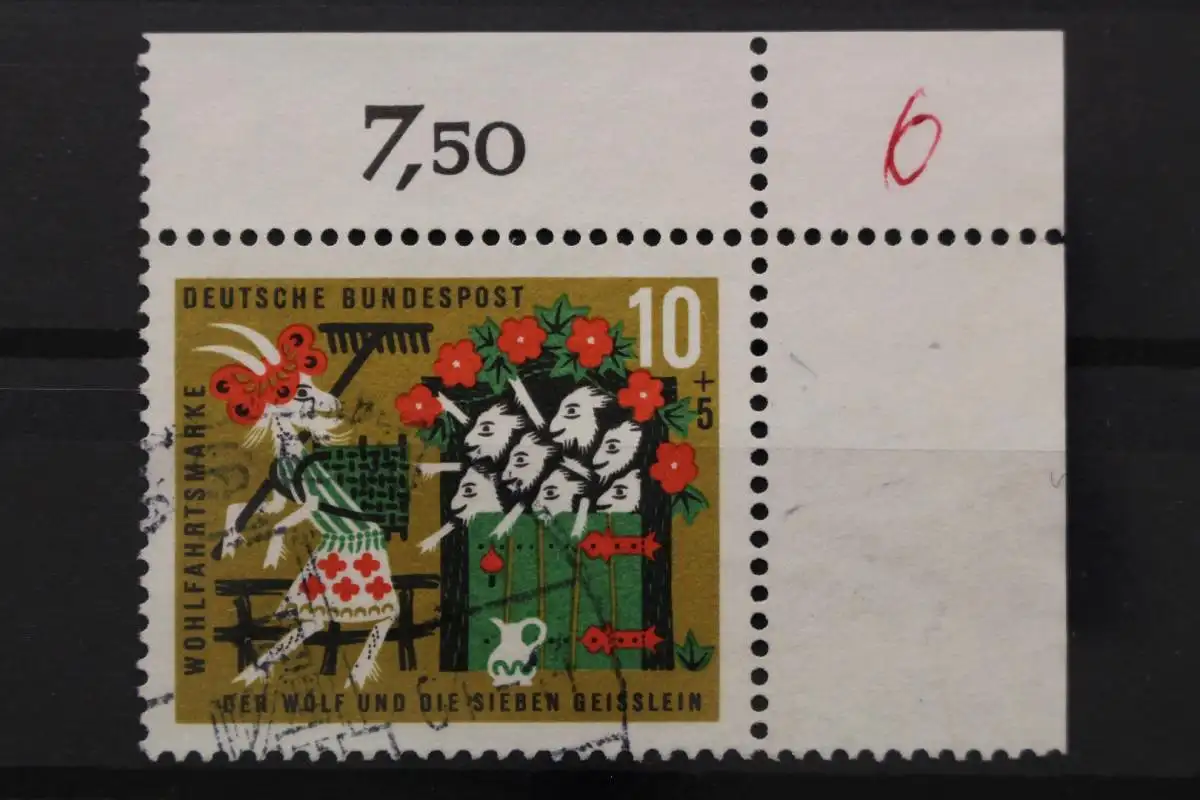 7,50
6
DEUTSCHE BUNDESPOST
10
+
5
WOHLFAHRTSMARKE
DER WOLF UND DIE SIEBEN GEISSLEIN